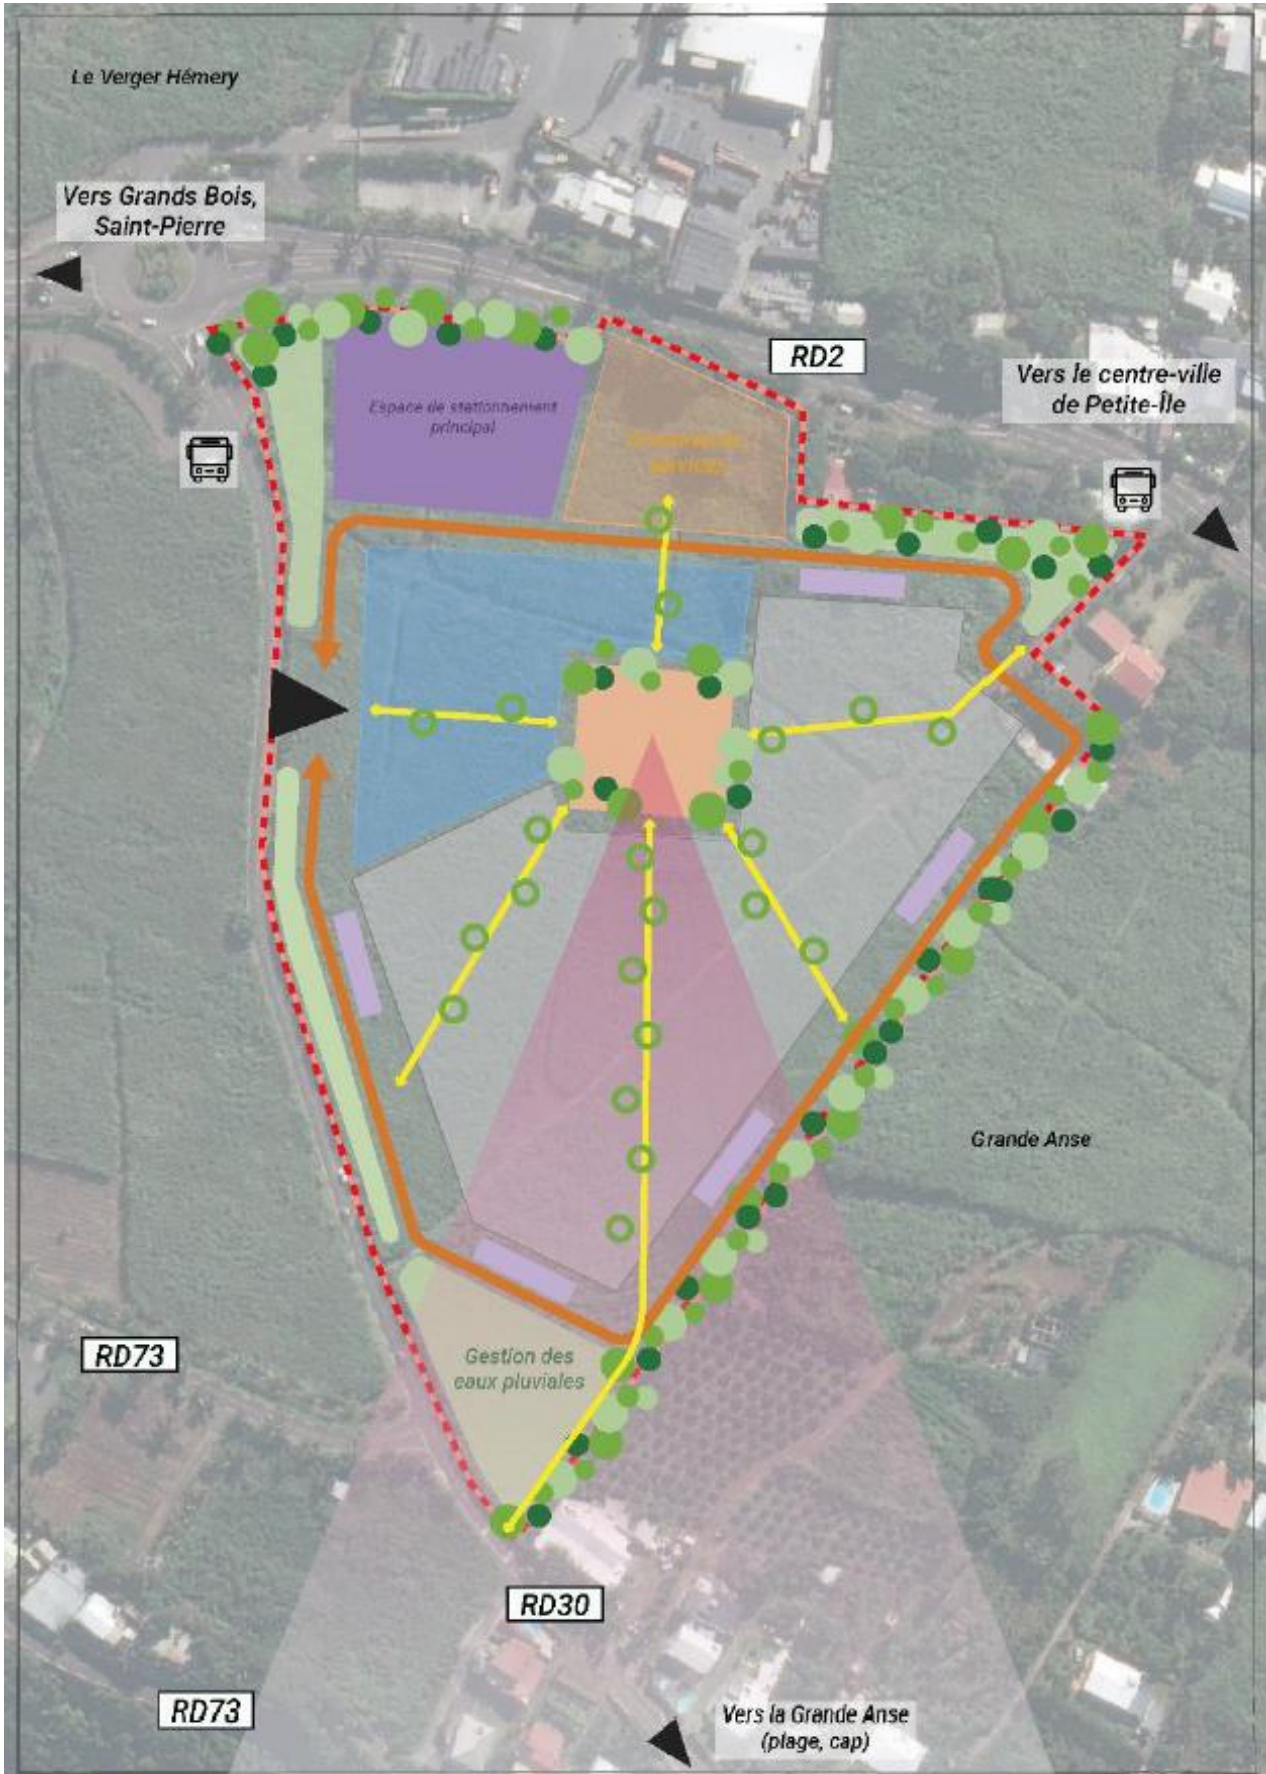 Le Verger Hémery
Vers Grands Bois,
Saint-Pierre
RD2
Vers le centre-ville
de Petite-Île
Espace de stationnement
principal
services
Grande Anse
RD73
Gestion des
eaux pluviales
RD30
RD73
Vers la Grande Anse
(plage, cap)